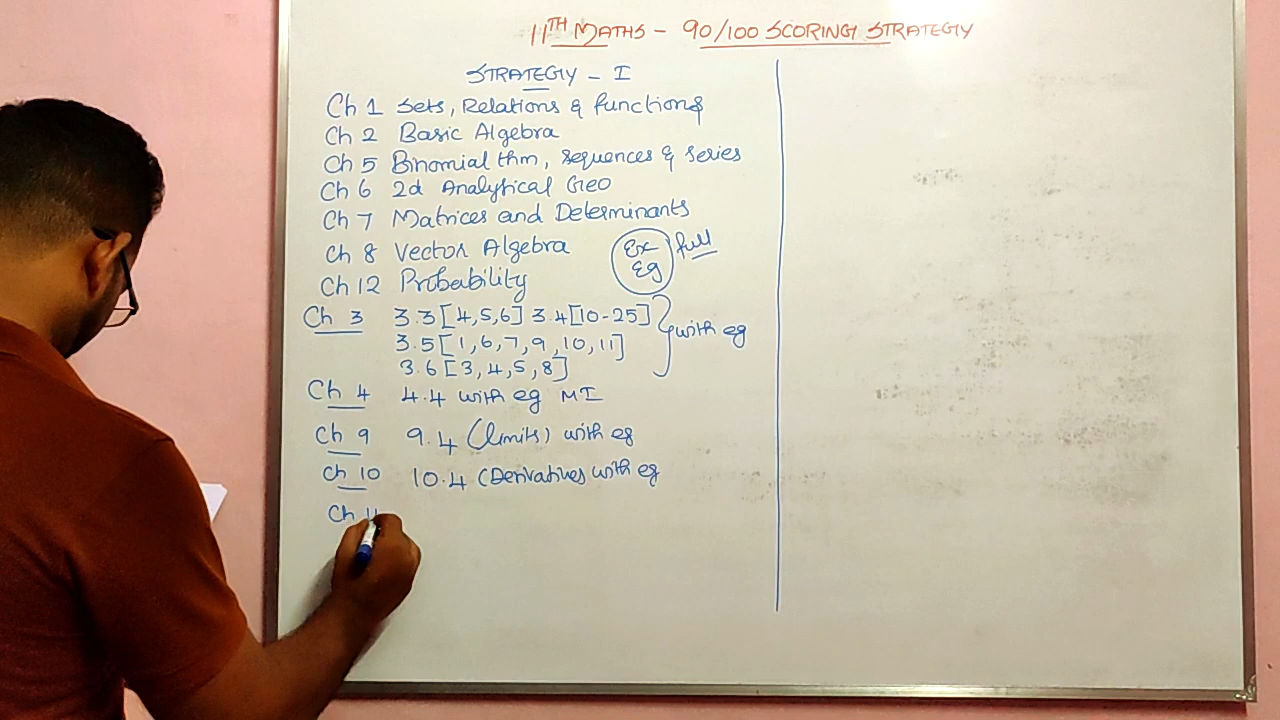 11TH MATHS - 90/100 SCORING STRATEGY
STRATEGY - I
Ch 1 Sets, Relations & functions
Ch 2 Basic Algebra
Ch 5 Binomial thm, sequences & series
Ch 6 2d Analytical Geo
Ch 7 Matrices and Determinants
Ch 8 Vector Algebra
Ex
Eg
full
Ch 12 Probability
Ch 3 3.3[4,5,6] 3.4[10-25]
3.5[1,6,7,9,10,11]
3.6[3,4,5,8]
with eg
Ch 4 4.4 with eg MI
Ch 9 9.4 (limits) with eg
Ch 10 10.4 (Derivatives with eg
Ch 11